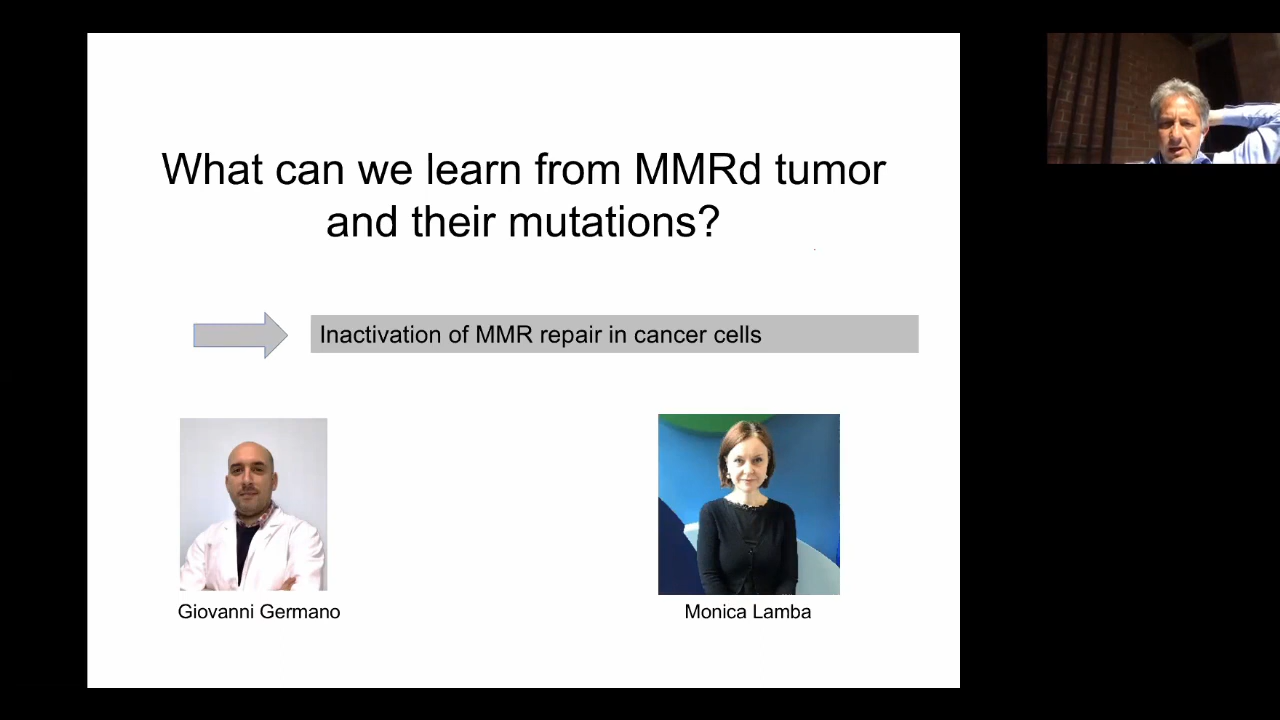 What can we learn from MMRd tumor
and their mutations?
Inactivation of MMR repair in cancer cells
Giovanni Germano
Monica Lamba